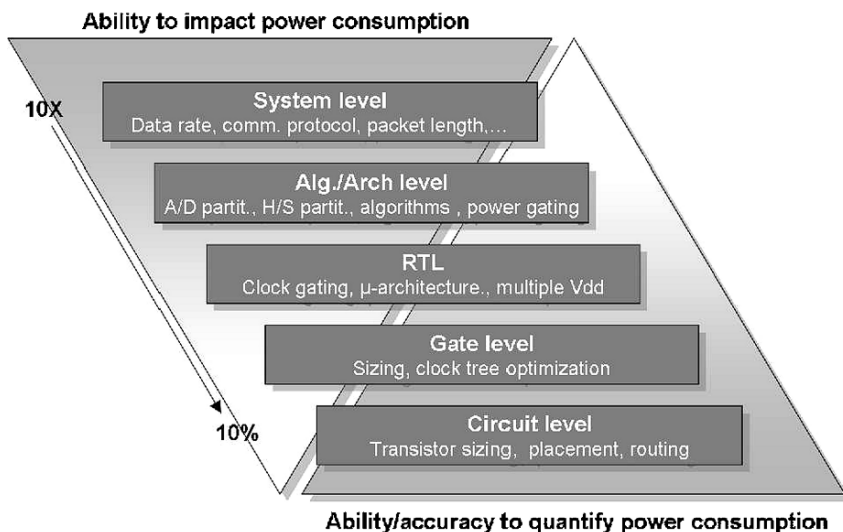 Ability to impact power consumption
10X
System level
Data rate, comm. protocol, packet length,...
Alg./Arch level
A/D partit., H/S partit., algorithms , power gating
RTL
Clock gating, µ-architecture., multiple Vdd
Gate level
Sizing, clock tree optimization
10%
Circuit level
Transistor sizing, placement, routing
Ability/accuracy to quantify power consumption